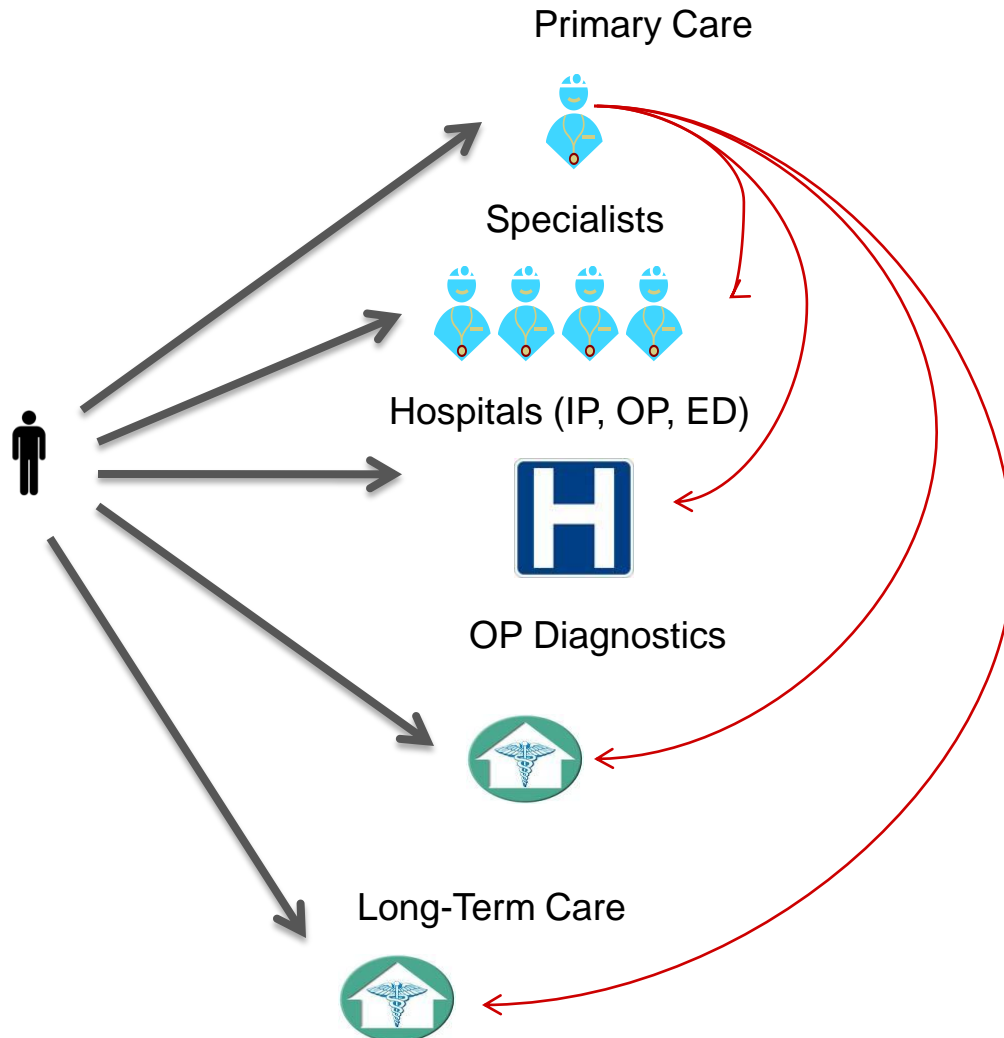 Primary Care
Specialists
Hospitals (IP, OP, ED)
H
OP Diagnostics
Long-Term Care